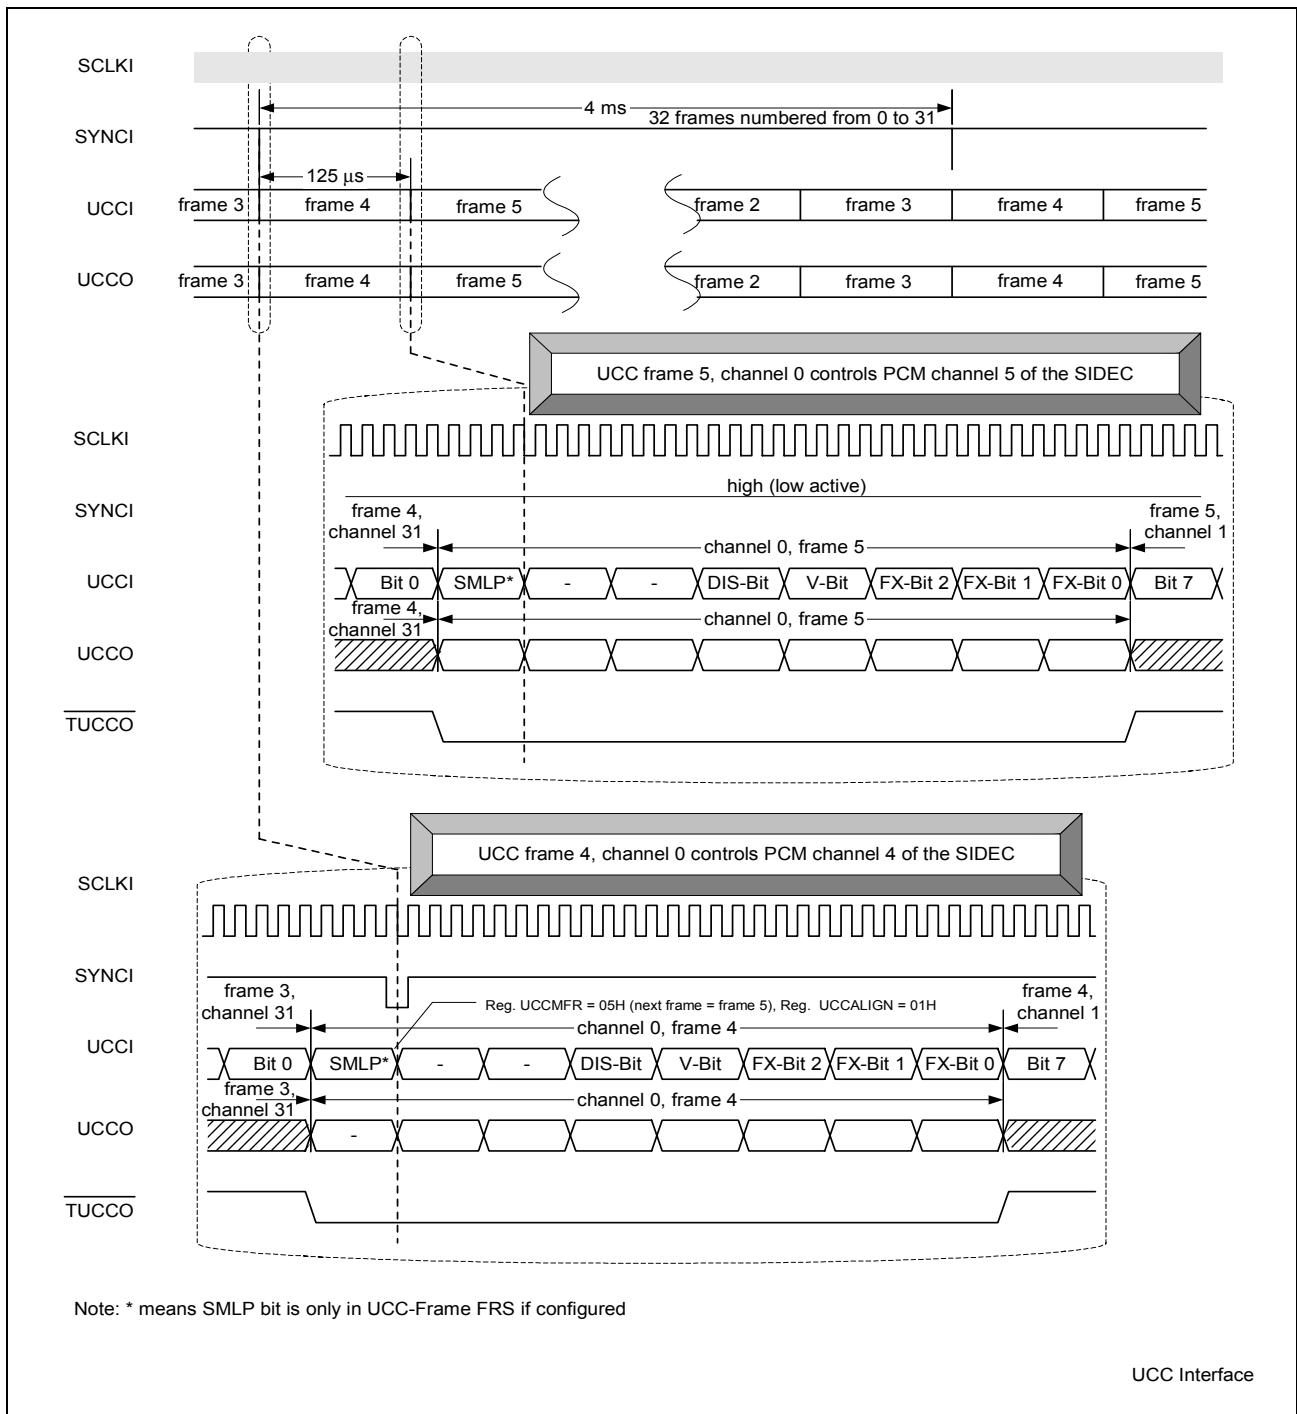 SCLKI
4 ms
32 frames numbered from 0 to 31
SYNCI
125 μs
UCCI frame 3 frame 4 frame 5 frame 2 frame 3 frame 4 frame 5
UCCO frame 3 frame 4 frame 5 frame 2 frame 3 frame 4 frame 5
UCC frame 5, channel 0 controls PCM channel 5 of the SIDEC
SCLKI
high (low active)
SYNCI
frame 4,
channel 31
frame 5,
channel 1
channel 0, frame 5
UCCI Bit 0 SMLP* - - DIS-Bit V-Bit FX-Bit 2 FX-Bit 1 FX-Bit 0 Bit 7
frame 4,
channel 31
channel 0, frame 5
UCCO
TUCCO
UCC frame 4, channel 0 controls PCM channel 4 of the SIDEC
SCLKI
SYNCI
frame 3,
channel 31
Reg. UCCMFR = 05H (next frame = frame 5), Reg. UCCALIGN = 01H
frame 4,
channel 1
channel 0, frame 4
UCCI Bit 0 SMLP* - - DIS-Bit V-Bit FX-Bit 2 FX-Bit 1 FX-Bit 0 Bit 7
frame 3,
channel 31
channel 0, frame 4
UCCO -
TUCCO
Note: * means SMLP bit is only in UCC-Frame FRS if configured
UCC Interface